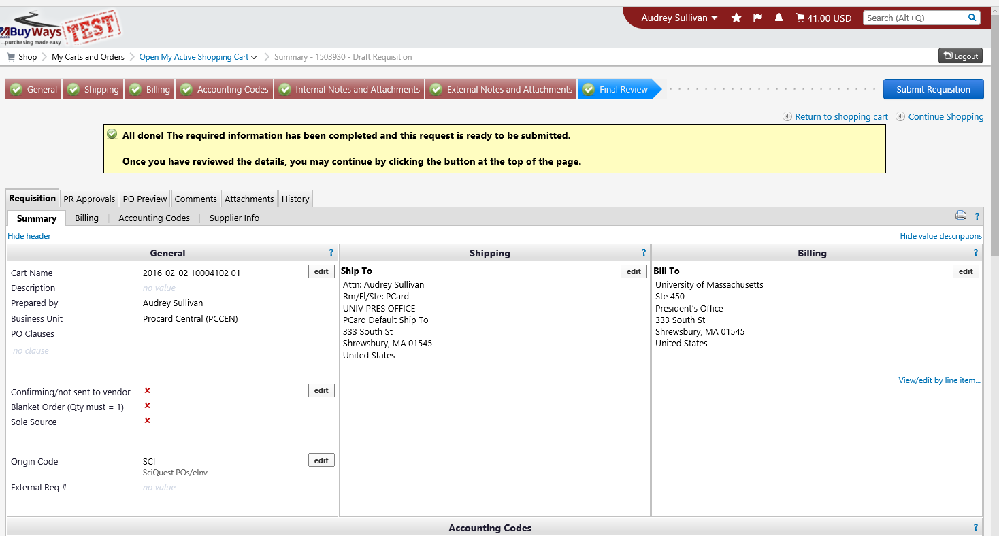 BuyWays
...purchasing made easy
TEST
Audrey Sullivan
41.00 USD
Search (Alt+Q)
Shop
My Carts and Orders
Open My Active Shopping Cart
Summary - 1503930 - Draft Requisition
Logout
General
Shipping
Billing
Accounting Codes
Internal Notes and Attachments
External Notes and Attachments
Final Review
Submit Requisition
Return to shopping cart
Continue Shopping
All done! The required information has been completed and this request is ready to be submitted.
Once you have reviewed the details, you may continue by clicking the button at the top of the page.
Requisition
PR Approvals
PO Preview
Comments
Attachments
History
Summary
Billing
Accounting Codes
Supplier Info
?
Hide header
Hide value descriptions
General
?
Cart Name 2016-02-02 10004102 01
edit
Description no value
Prepared by Audrey Sullivan
Business Unit Procard Central (PCCEN)
PO Clauses
no clause
Confirming/not sent to vendor
edit
Blanket Order (Qty must = 1)
Sole Source
Origin Code SCI
edit
SciQuest POs/eInv
External Req # no value
Shipping
?
Ship To
edit
Attn: Audrey Sullivan
Rm/Fl/Ste: PCard
UNIV PRES OFFICE
PCard Default Ship To
333 South St
Shrewsbury, MA 01545
United States
Billing
?
Bill To
edit
University of Massachusetts
Ste 450
President's Office
333 South St
Shrewsbury, MA 01545
United States
View/edit by line item...
Accounting Codes
?